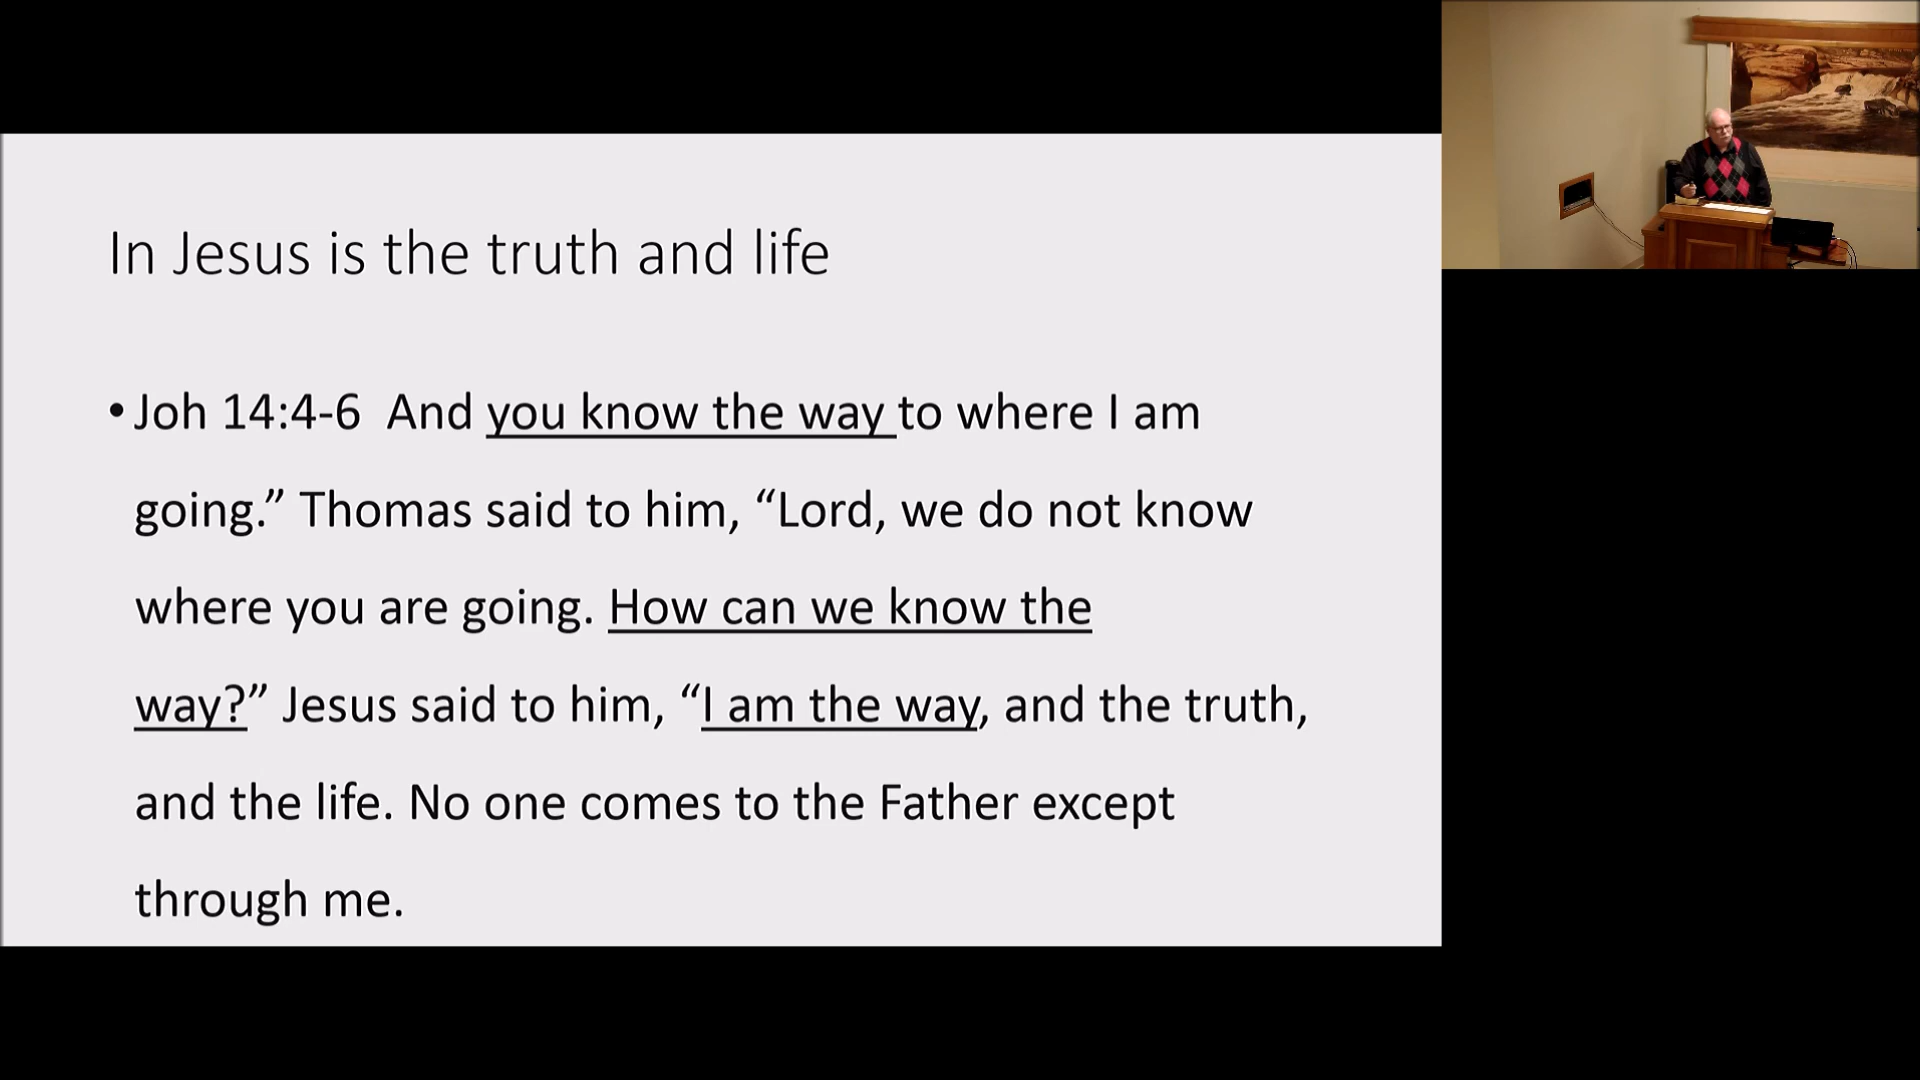 In Jesus is the truth and life
• Joh 14:4-6  And you know the way to where I am
going.” Thomas said to him, “Lord, we do not know
where you are going. How can we know the
way?” Jesus said to him, “I am the way, and the truth,
and the life. No one comes to the Father except
through me.